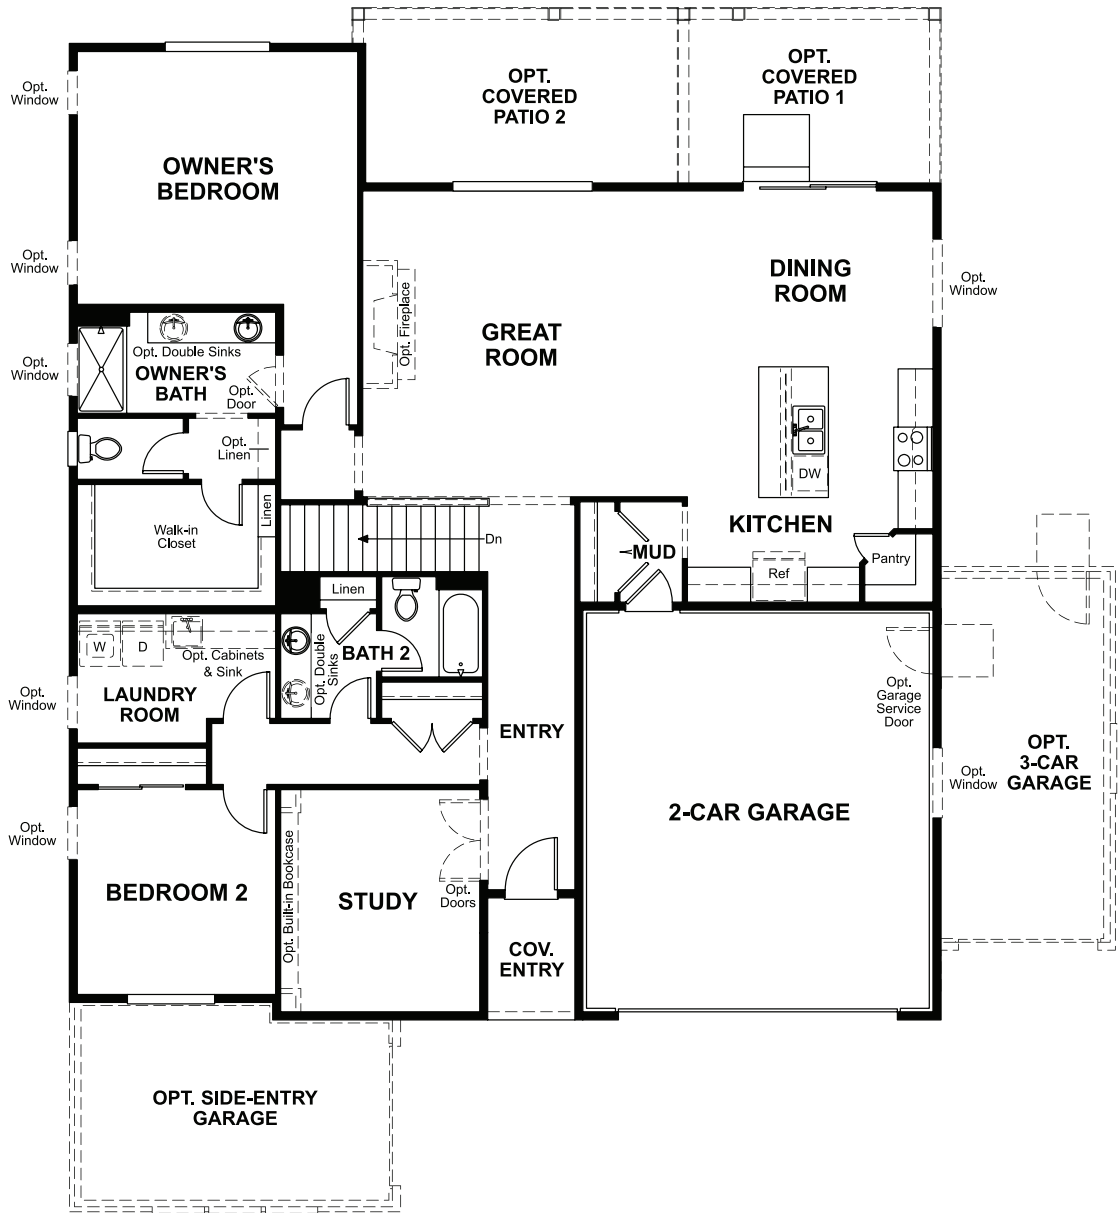 OPT.
COVERED
PATIO 2
OPT.
COVERED
PATIO 1
Opt.
Window
OWNER'S
BEDROOM
Opt.
Window
DINING
ROOM
Opt.
Window
Opt. Fireplace
GREAT
ROOM
Opt. Double Sinks
Opt.
Window
OWNER'S
BATH
Opt.
Door
Opt.
Linen
DW
Linen
Walk-in
Closet
KITCHEN
Dn
MUD
Pantry
Ref
Linen
W
D
Opt. Cabinets
& Sink
Opt. Double
Sinks
BATH 2
LAUNDRY
ROOM
Opt.
Window
Opt.
Garage
Service
Door
ENTRY
OPT.
3-CAR
GARAGE
Opt.
Window
2-CAR GARAGE
Opt.
Window
BEDROOM 2
Opt. Built-in Bookcase
STUDY
Opt.
Doors
COV.
ENTRY
OPT. SIDE-ENTRY
GARAGE